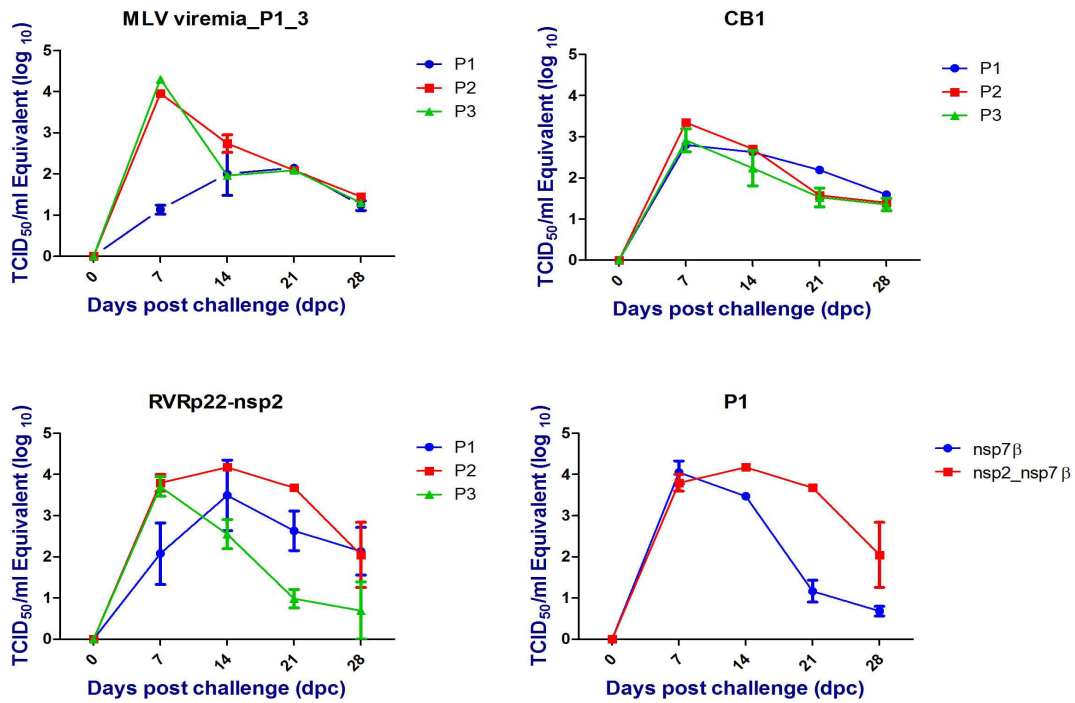 MLV viremia_P1_3
TCID50/ml Equivalent (log 10)
5
4
3
2
1
0
0 7 14 21 28
Days post challenge (dpc)
P1
P2
P3
CB1
TCID50/ml Equivalent (log 10)
5
4
3
2
1
0
0 7 14 21 28
Days post challenge (dpc)
P1
P2
P3
RVRp22-nsp2
TCID50/ml Equivalent (log 10)
5
4
3
2
1
0
0 7 14 21 28
Days post challenge (dpc)
P1
P2
P3
P1
TCID50/ml Equivalent (log 10)
5
4
3
2
1
0
0 7 14 21 28
Days post challenge (dpc)
nsp7β
nsp2_nsp7β